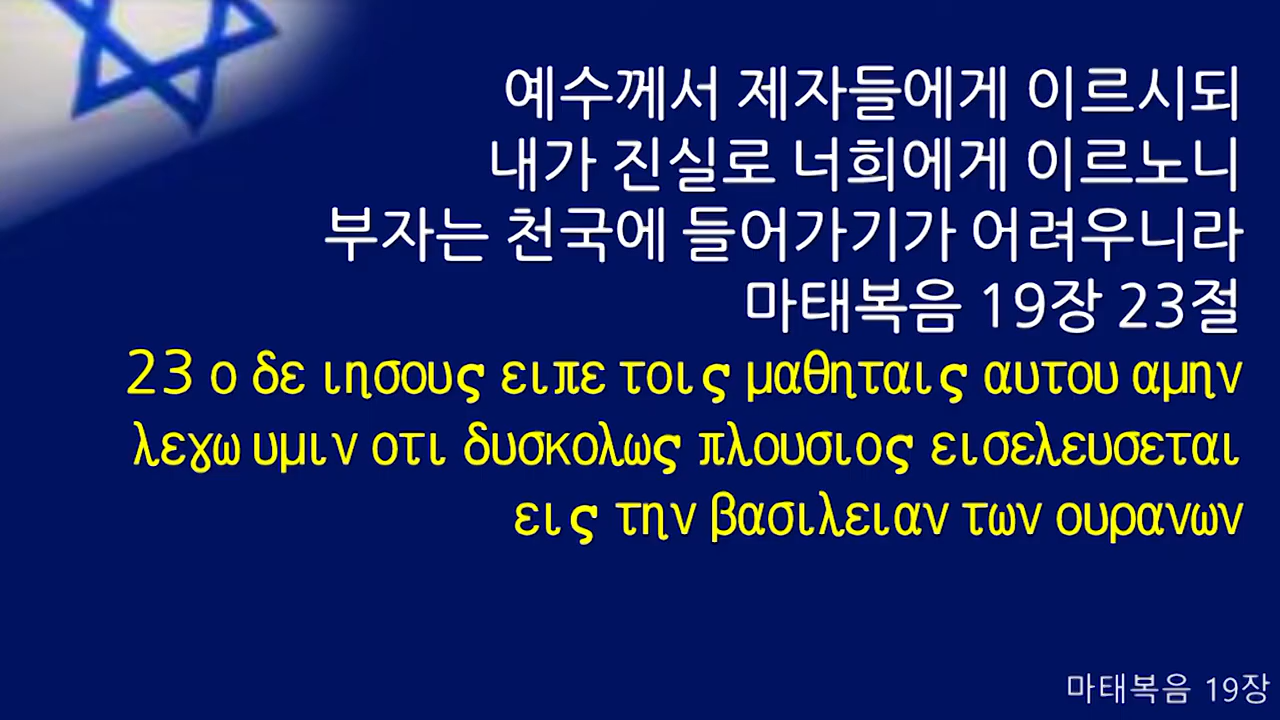 예수께서 제자들에게 이르시되
내가 진실로 너희에게 이르노니
부자는 천국에 들어가기가 어려우니라
마태복음 19장 23절
23 ο δε ιησους ειπε τοις μαθηταις αυτου αμην
λεγω υμιν οτι δυσκολως πλουσιος εισελευσεται
εις την βασιλειαν των ουρανων
마태복음 19장